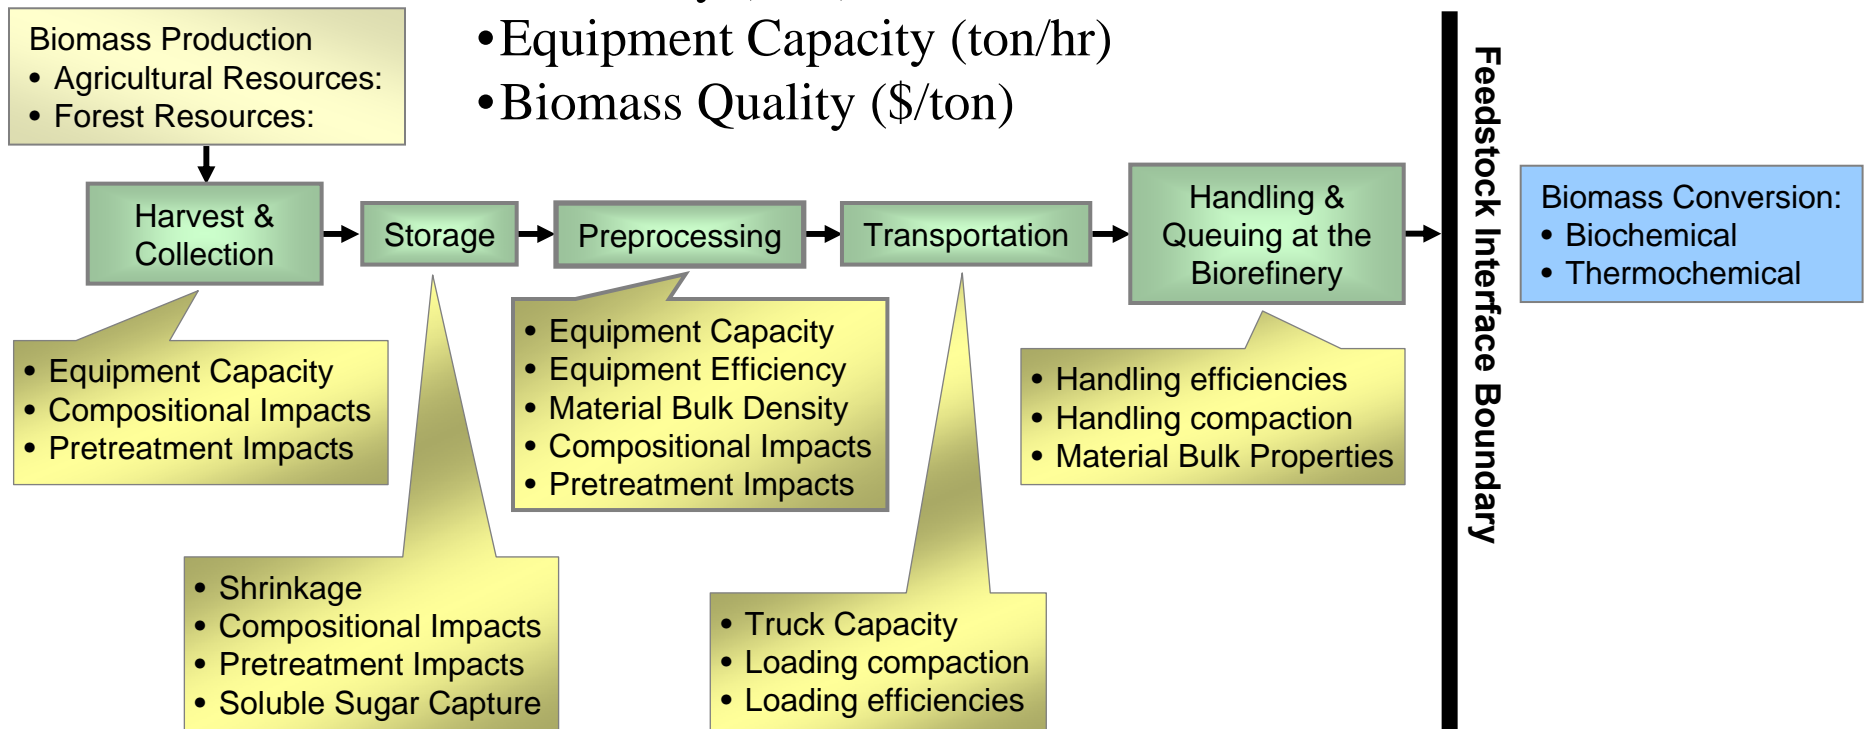 •Equipment Capacity (ton/hr)
•Biomass Quality ($/ton)
Biomass Production
• Agricultural Resources:
• Forest Resources:
Harvest &
Collection
Storage
Preprocessing
Transportation
Handling &
Queuing at the
Biorefinery
Feedstock Interface Boundary
Biomass Conversion:
• Biochemical
• Thermochemical
• Equipment Capacity
• Compositional Impacts
• Pretreatment Impacts
• Shrinkage
• Compositional Impacts
• Pretreatment Impacts
• Soluble Sugar Capture
• Equipment Capacity
• Equipment Efficiency
• Material Bulk Density
• Compositional Impacts
• Pretreatment Impacts
• Truck Capacity
• Loading compaction
• Loading efficiencies
• Handling efficiencies
• Handling compaction
• Material Bulk Properties